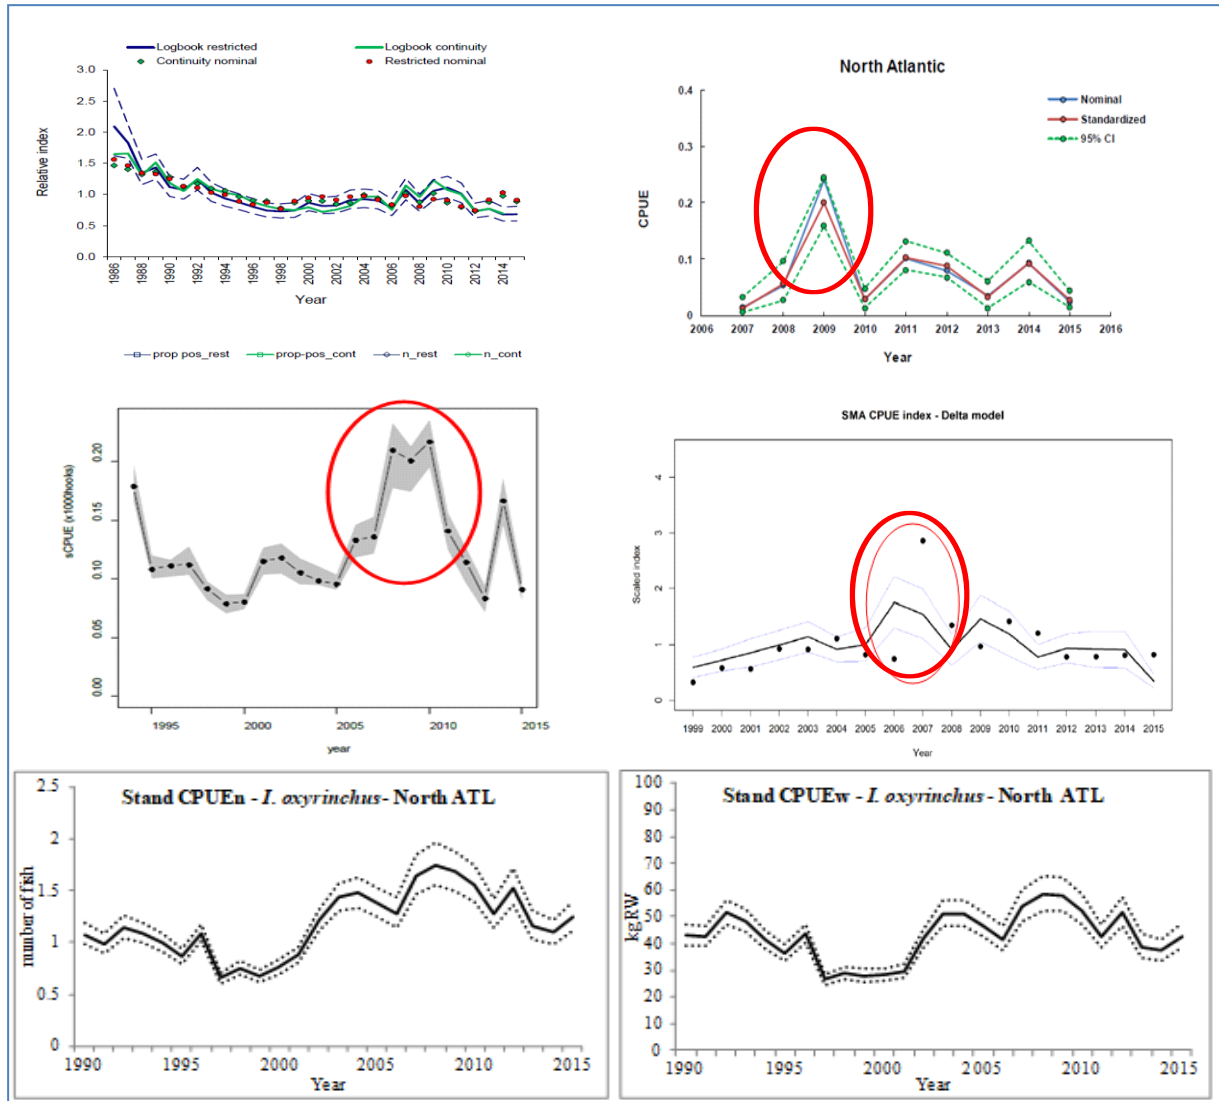 Logbook restricted
Logbook continuity
Continuity nominal
Restricted nominal
3.0
2.5
2.0
1.5
1.0
0.5
0.0
Relative index
1986
1988
1990
1992
1994
1996
1998
2000
2002
2004
2006
2008
2010
2012
2014
Year
prop pos_rest
prop-pos_cont
n_rest
n_cont
North Atlantic
Nominal
Standardized
95% CI
0.4
0.3
0.2
0.1
0
CPUE
2006 2007 2008 2009 2010 2011 2012 2013 2014 2015 2016
Year
sCPUE (x1000hooks)
0.20
0.15
0.10
0.05
0.00
1995 2000 2005 2010 2015
year
SMA CPUE index - Delta model
Scaled index
4
3
2
1
0
1999 2000 2001 2002 2003 2004 2005 2006 2007 2008 2009 2010 2011 2012 2013 2014 2015
Year
Stand CPUEn - I. oxyrinchus - North ATL
2.5
2
1.5
1
0.5
0
number of fish
1990 1995 2000 2005 2010 2015
Year
Stand CPUEw - I. oxyrinchus - North ATL
100
90
80
70
60
50
40
30
20
10
0
kgRW
1990 1995 2000 2005 2010 2015
Year